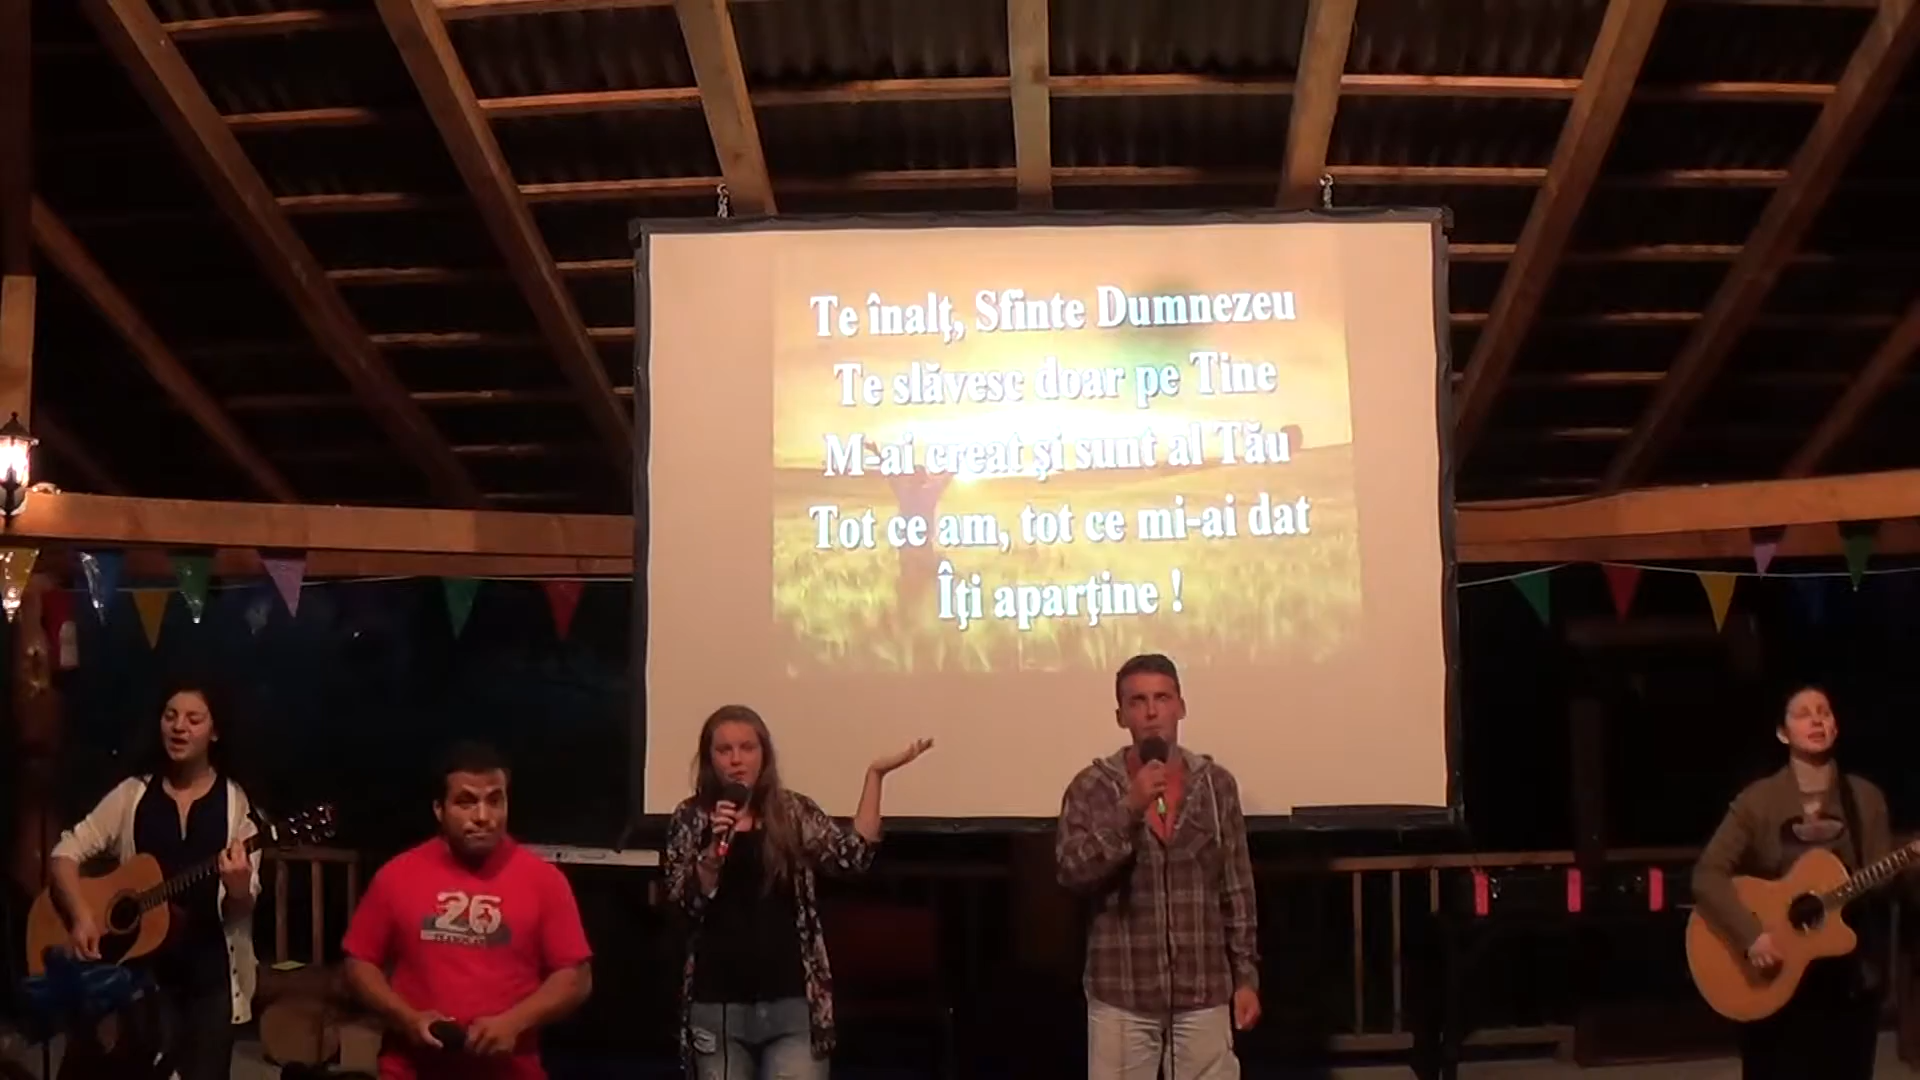 Te înalţ, Sfinte Dumnezeu
Te slăvesc doar pe Tine
M-ai creat şi sunt al Tău
Tot ce am, tot ce mi-ai dat
Îţi aparţine !
26